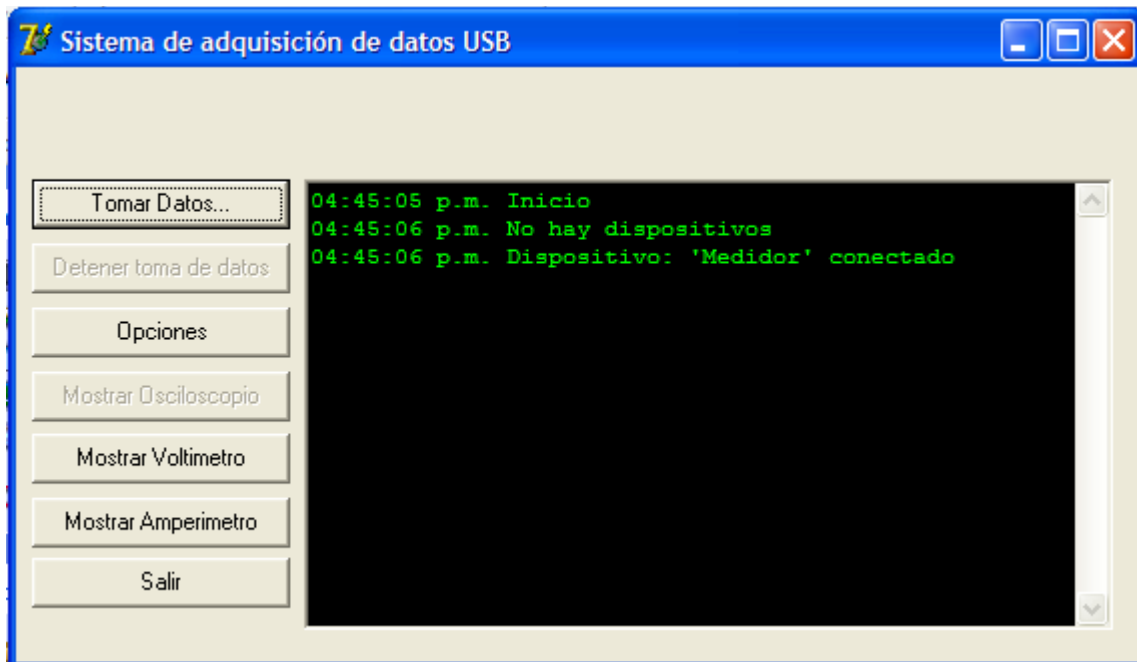 Sistema de adquisición de datos USB
Tomar Datos...
Detener toma de datos
Opciones
Mostrar Osciloscopio
Mostrar Voltimetro
Mostrar Amperimetro
Salir
04:45:05 p.m. Inicio
04:45:06 p.m. No hay dispositivos
04:45:06 p.m. Dispositivo: 'Medidor' conectado